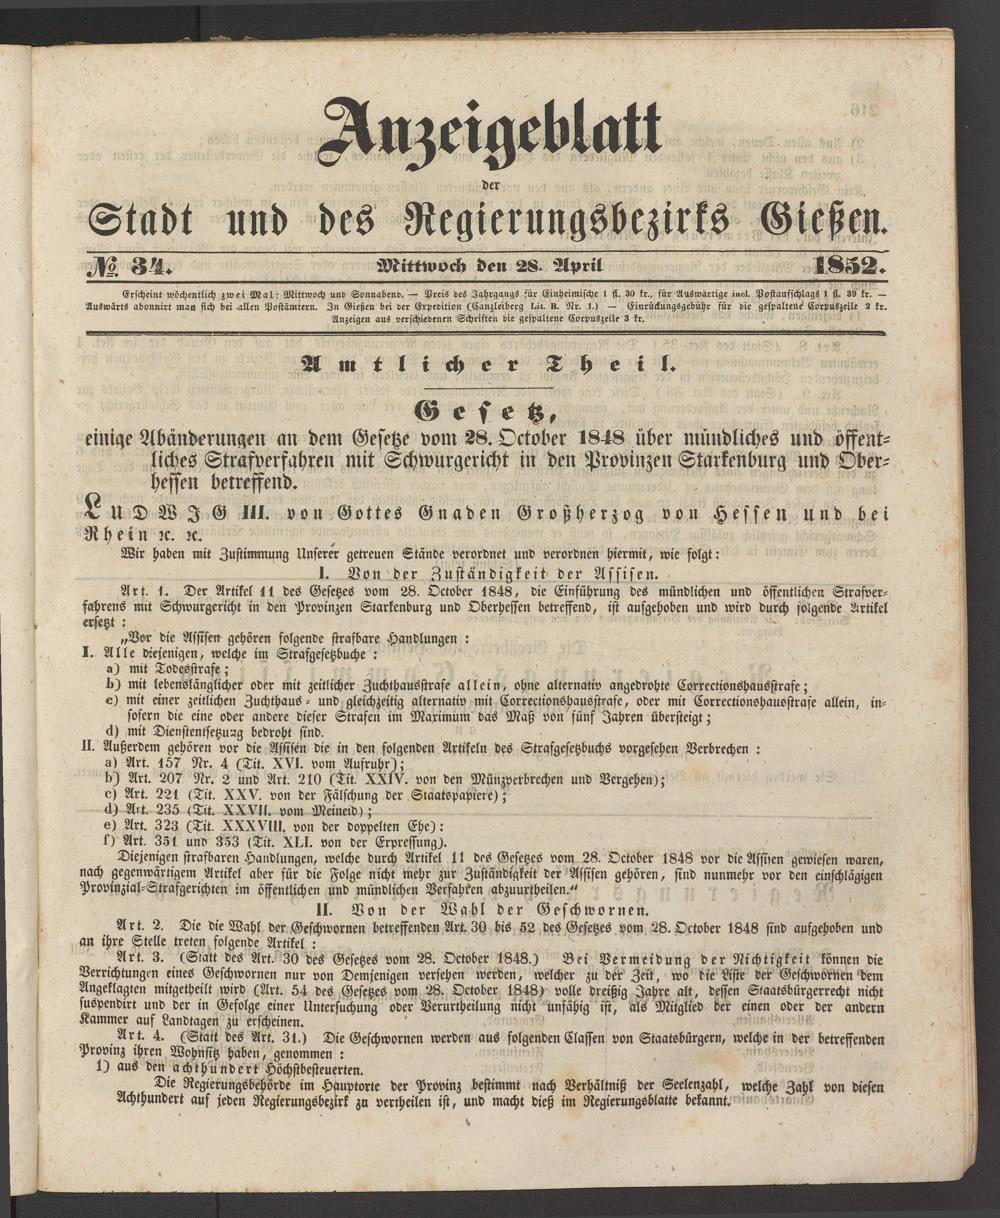 Anzeigeblatt
der
Stadt und des Regierungsbezirks Gießen.
№ 34. Mittwoch den 28. April 1852.
Erscheint wöchentlich zwei Mal: Mittwoch und Sonnabend. — Preis des Jahrgangs für Einheimische 1 fl. 30 kr., für Auswärtige incl. Postaufschlags 1 fl. 39 kr. —
Auswärts abonnirt man sich bei allen Postämtern. In Gießen bei der Expedition (Canzleiberg Lit. B. Nr. 1.) — Einrückungsgebühr für die gespaltene Corpuszeile 2 kr.
Anzeigen aus verschiedenen Schriften die gespaltene Corpuszeile 3 kr.
Amtlicher Theil.
Gesetz,
einige Abänderungen an dem Gesetze vom 28. October 1848 über mündliches und öffent-
liches Strafverfahren mit Schwurgericht in den Provinzen Starkenburg und Ober-
hessen betreffend.
LUDWIG III. von Gottes Gnaden Großherzog von Hessen und bei
Rhein ꝛc. ꝛc.
Wir haben mit Zustimmung Unserer getreuen Stände verordnet und verordnen hiermit, wie folgt:
I. Von der Zuständigkeit der Assisen.
Art. 1. Der Artikel 11 des Gesetzes vom 28. October 1848, die Einführung des mündlichen und öffentlichen Strafver-
fahrens mit Schwurgericht in den Provinzen Starkenburg und Oberhessen betreffend, ist aufgehoben und wird durch folgende Artikel
ersetzt:
„Vor die Assisen gehören folgende strafbare Handlungen:
I. Alle diejenigen, welche im Strafgesetzbuche:
a) mit Todesstrafe;
b) mit lebenslänglicher oder mit zeitlicher Zuchthausstrafe allein, ohne alternativ angedrohte Correctionshausstrafe;
c) mit einer zeitlichen Zuchthaus- und gleichzeitig alternativ mit Correctionshausstrafe, oder mit Correctionshausstrafe allein, in-
sofern die eine oder andere dieser Strafen im Maximum das Maß von fünf Jahren übersteigt;
d) mit Dienstentsetzung bedroht sind.
II. Außerdem gehören vor die Assisen die in den folgenden Artikeln des Strafgesetzbuchs vorgesehen Verbrechen:
a) Art. 157 Nr. 4 (Tit. XVI. vom Aufruhr);
b) Art. 207 Nr. 2 und Art. 210 (Tit. XXIV. von den Münzverbrechen und Vergehen);
c) Art. 221 (Tit. XXV. von der Fälschung der Staatspapiere);
d) Art. 235 (Tit. XXVII. vom Meineid);
e) Art. 323 (Tit. XXXVIII. von der doppelten Ehe):
f) Art. 351 und 353 (Tit. XLI. von der Erpressung).
Diejenigen strafbaren Handlungen, welche durch Artikel 11 des Gesetzes vom 28. October 1848 vor die Assisen gewiesen waren,
nach gegenwärtigem Artikel aber für die Folge nicht mehr zur Zuständigkeit der Assisen gehören, sind nunmehr vor den einschlägigen
Provinzial-Strafgerichten im öffentlichen und mündlichen Verfahren abzuurtheilen.“
II. Von der Wahl der Geschwornen.
Art. 2. Die die Wahl der Geschwornen betreffenden Art. 30 bis 52 des Gesetzes vom 28. October 1848 sind aufgehoben und
an ihre Stelle treten folgende Artikel:
Art. 3. (Statt des Art. 30 des Gesetzes vom 28. October 1848.) Bei Vermeidung der Nichtigkeit können die
Verrichtungen eines Geschwornen nur von Demjenigen versehen werden, welcher zu der Zeit, wo die Liste der Geschwornen dem
Angeklagten mitgetheilt wird (Art. 54 des Gesetzes vom 28. October 1848) volle dreißig Jahre alt, dessen Staatsbürgerrecht nicht
suspendirt und der in Gefolge einer Untersuchung oder Verurtheilung nicht unfähig ist, als Mitglied der einen oder der andern
Kammer auf Landtagen zu erscheinen.
Art. 4. (Statt des Art. 31.) Die Geschwornen werden aus folgenden Classen von Staatsbürgern, welche in der betreffenden
Provinz ihren Wohnsitz haben, genommen:
1) aus den achthundert Höchstbesteuerten.
Die Regierungsbehörde im Hauptorte der Provinz bestimmt nach Verhältniß der Seelenzahl, welche Zahl von diesen
Achthundert auf jeden Regierungsbezirk zu vertheilen ist, und macht dieß im Regierungsblatte bekannt.